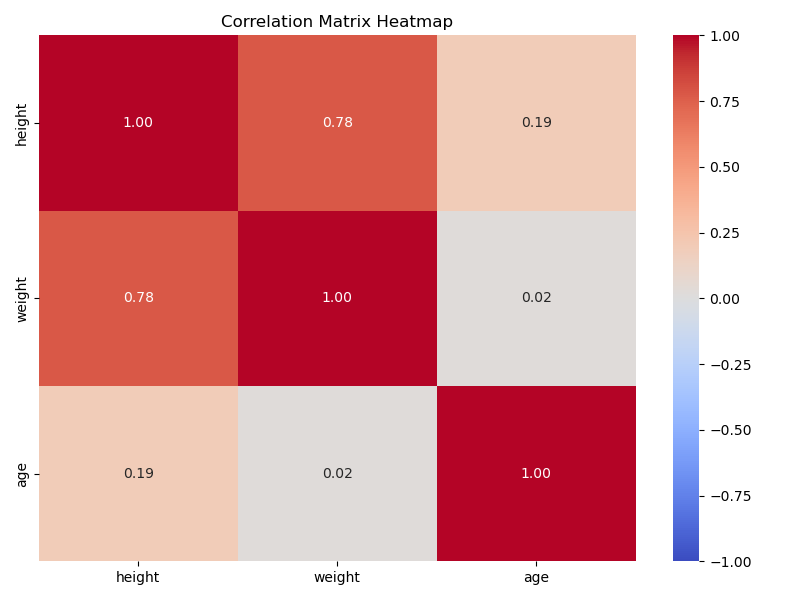 Correlation Matrix Heatmap
height 1.00 0.78 0.19
weight 0.78 1.00 0.02
age 0.19 0.02 1.00
height weight age
1.00
0.75
0.50
0.25
0.00
−0.25
−0.50
−0.75
−1.00